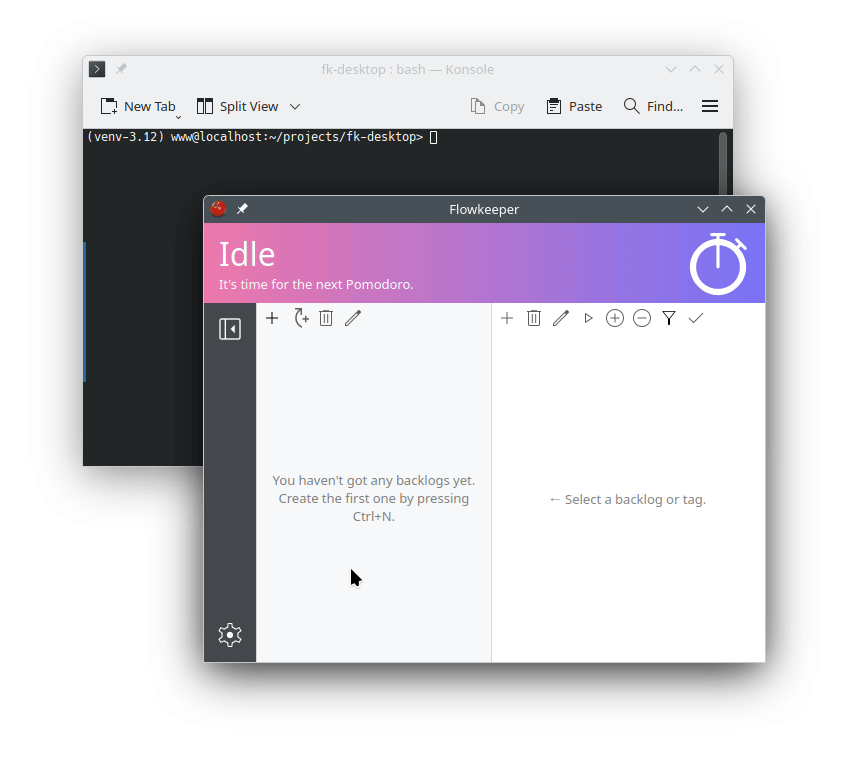 fk-desktop : bash — Konsole
New Tab Split View Copy Paste Find...
(venv-3.12) www@localhost:~/projects/fk-desktop>
Flowkeeper
Idle
It's time for the next Pomodoro.
You haven't got any backlogs yet.
Create the first one by pressing
Ctrl+N.
← Select a backlog or tag.